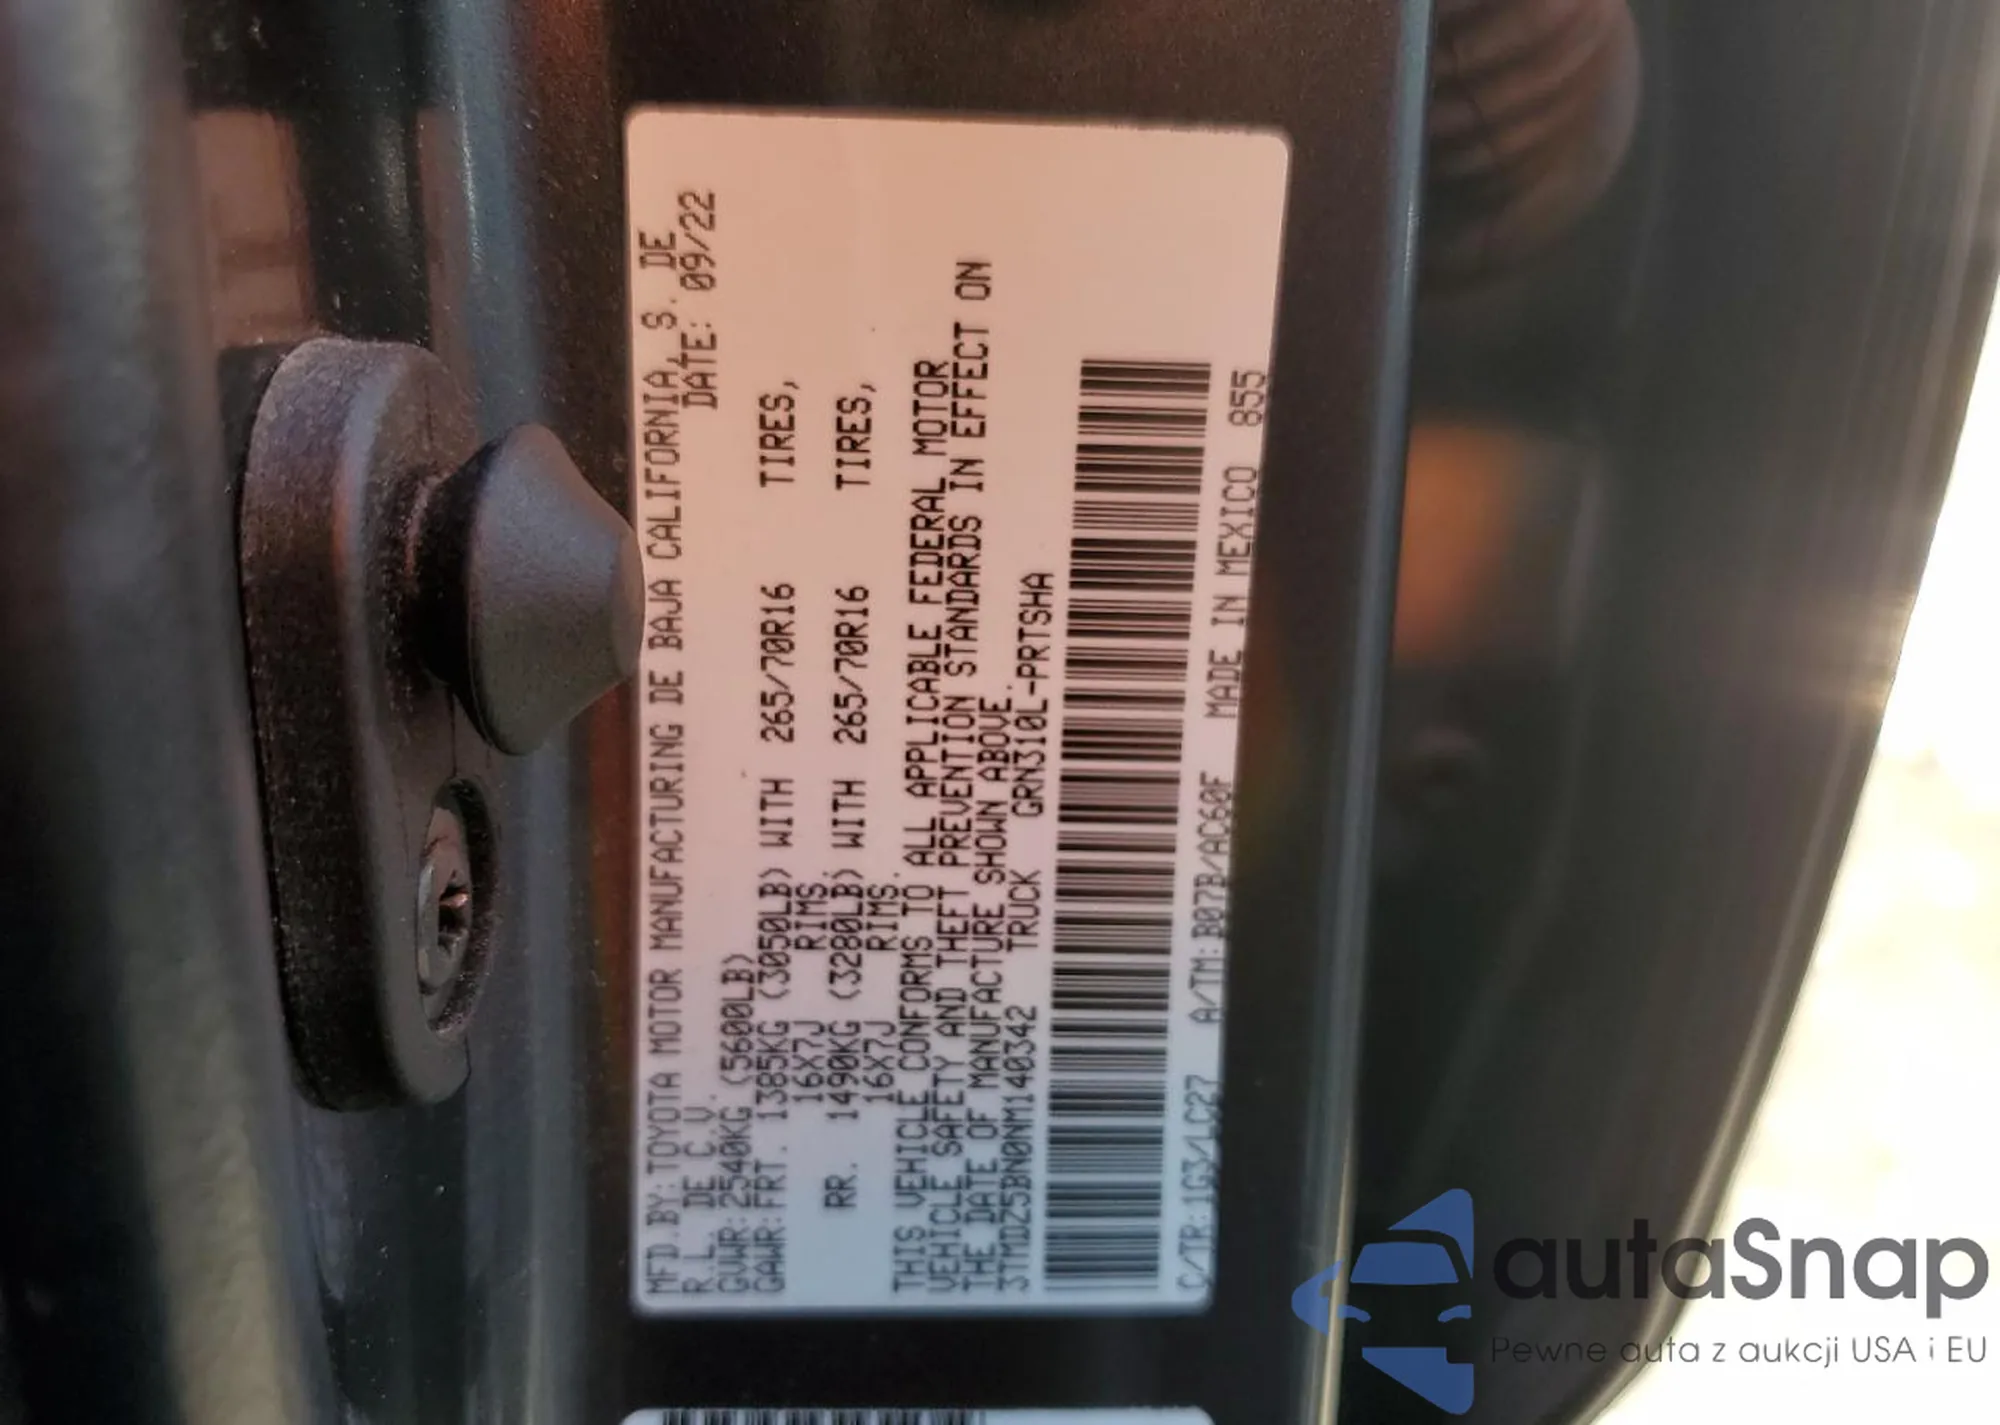 MFD.BY:TOYOTA MOTOR MANUFACTURING DE BAJA CALIFORNIA,S. DE
R.L. DE C.V. DATE: 09/22
GVWR:2540KG (5600LB)
GAWR:FRT. 1385KG (3050LB) WITH 265/70R16 TIRES,
16X7J RIMS.
RR. 1490KG (3280LB) WITH 265/70R16 TIRES,
16X7J RIMS.
THIS VEHICLE CONFORMS TO ALL APPLICABLE FEDERAL MOTOR
VEHICLE SAFETY AND THEFT PREVENTION STANDARDS IN EFFECT ON
THE DATE OF MANUFACTURE SHOWN ABOVE.
3TMDZ5BN0NM140342 TRUCK GRN310L-PRTSHA
C/TR:1G3/LC27 A/TM:B07B/AC60F MADE IN MEXICO 855
autaSnap
Pewne auta z aukcji USA i EU